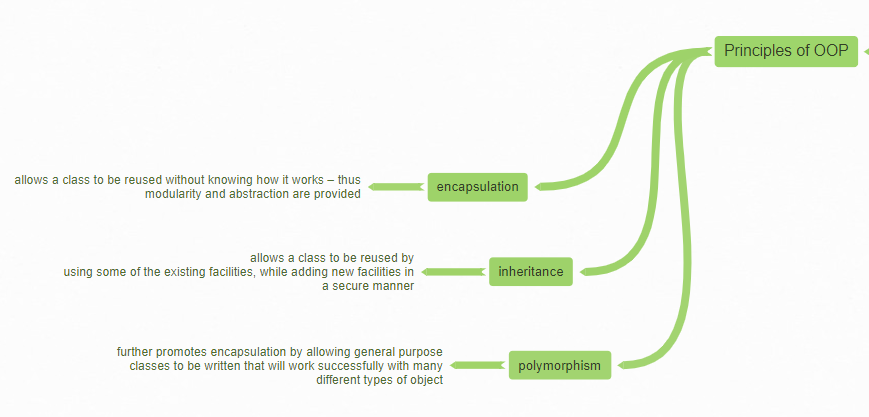 Principles of OOP
allows a class to be reused without knowing how it works – thus
modularity and abstraction are provided
encapsulation
allows a class to be reused by
using some of the existing facilities, while adding new facilities in
a secure manner
inheritance
further promotes encapsulation by allowing general purpose
classes to be written that will work successfully with many
different types of object
polymorphism